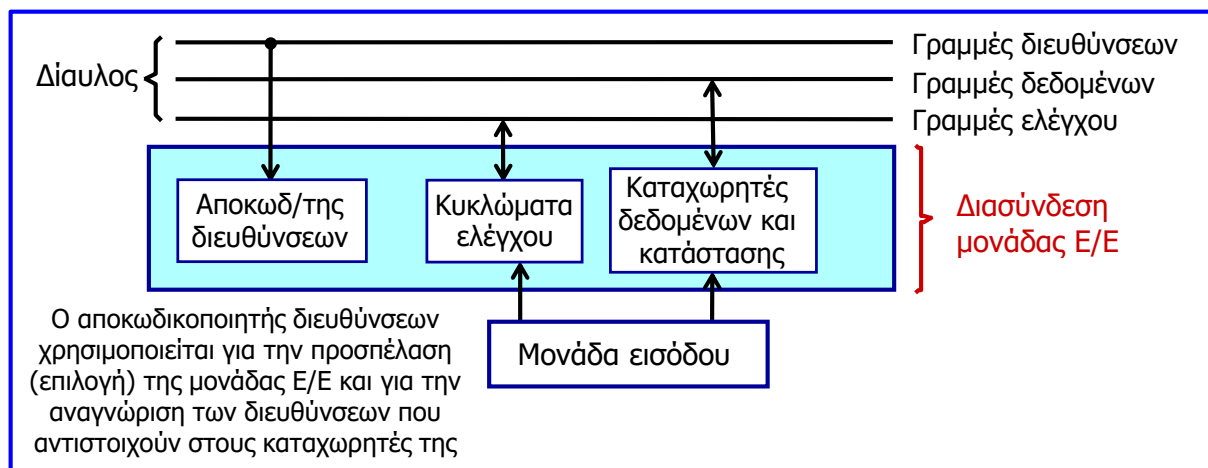 Δίαυλος
Γραμμές διευθύνσεων
Γραμμές δεδομένων
Γραμμές ελέγχου
Αποκωδ/της
διευθύνσεων
Κυκλώματα
ελέγχου
Καταχωρητές
δεδομένων και
κατάστασης
Διασύνδεση
μονάδας Ε/Ε
Μονάδα εισόδου
Ο αποκωδικοποιητής διευθύνσεων
χρησιμοποιείται για την προσπέλαση
(επιλογή) της μονάδας Ε/Ε και για την
αναγνώριση των διευθύνσεων που
αντιστοιχούν στους καταχωρητές της